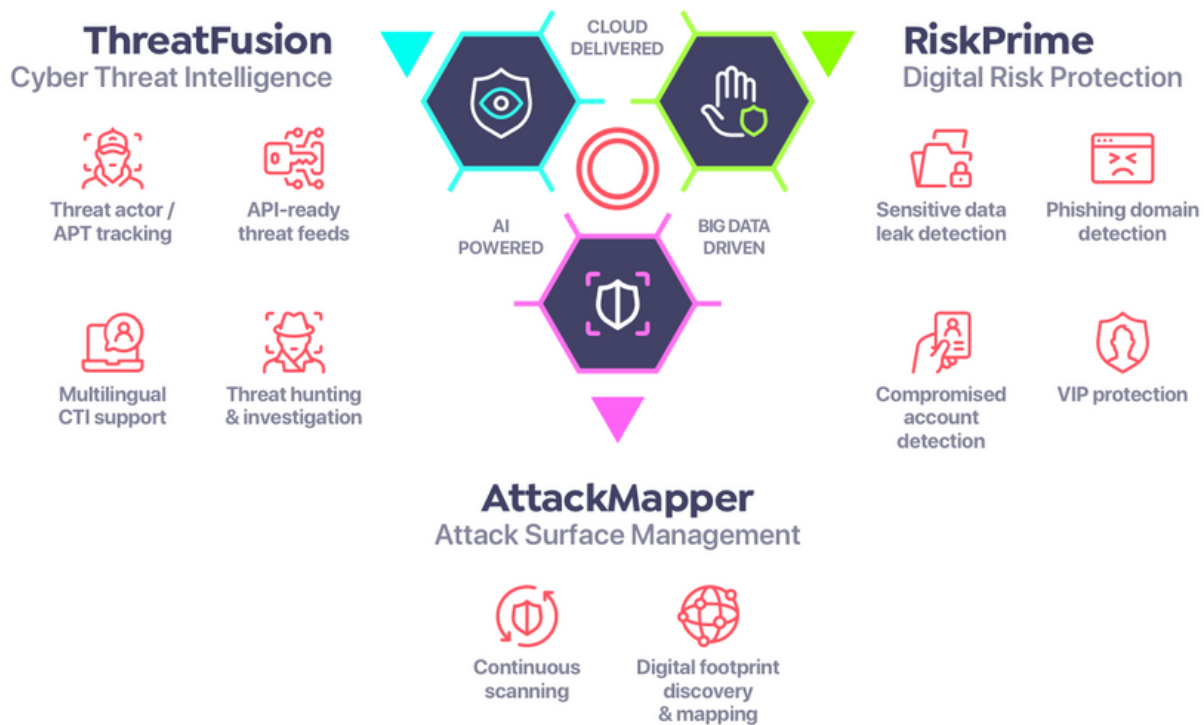 ThreatFusion
Cyber Threat Intelligence
Threat actor /
APT tracking
API-ready
threat feeds
Multilingual
CTI support
Threat hunting
& investigation
CLOUD
DELIVERED
AI
POWERED
BIG DATA
DRIVEN
RiskPrime
Digital Risk Protection
Sensitive data
leak detection
Phishing domain
detection
Compromised
account
detection
VIP protection
AttackMapper
Attack Surface Management
Continuous
scanning
Digital footprint
discovery
& mapping